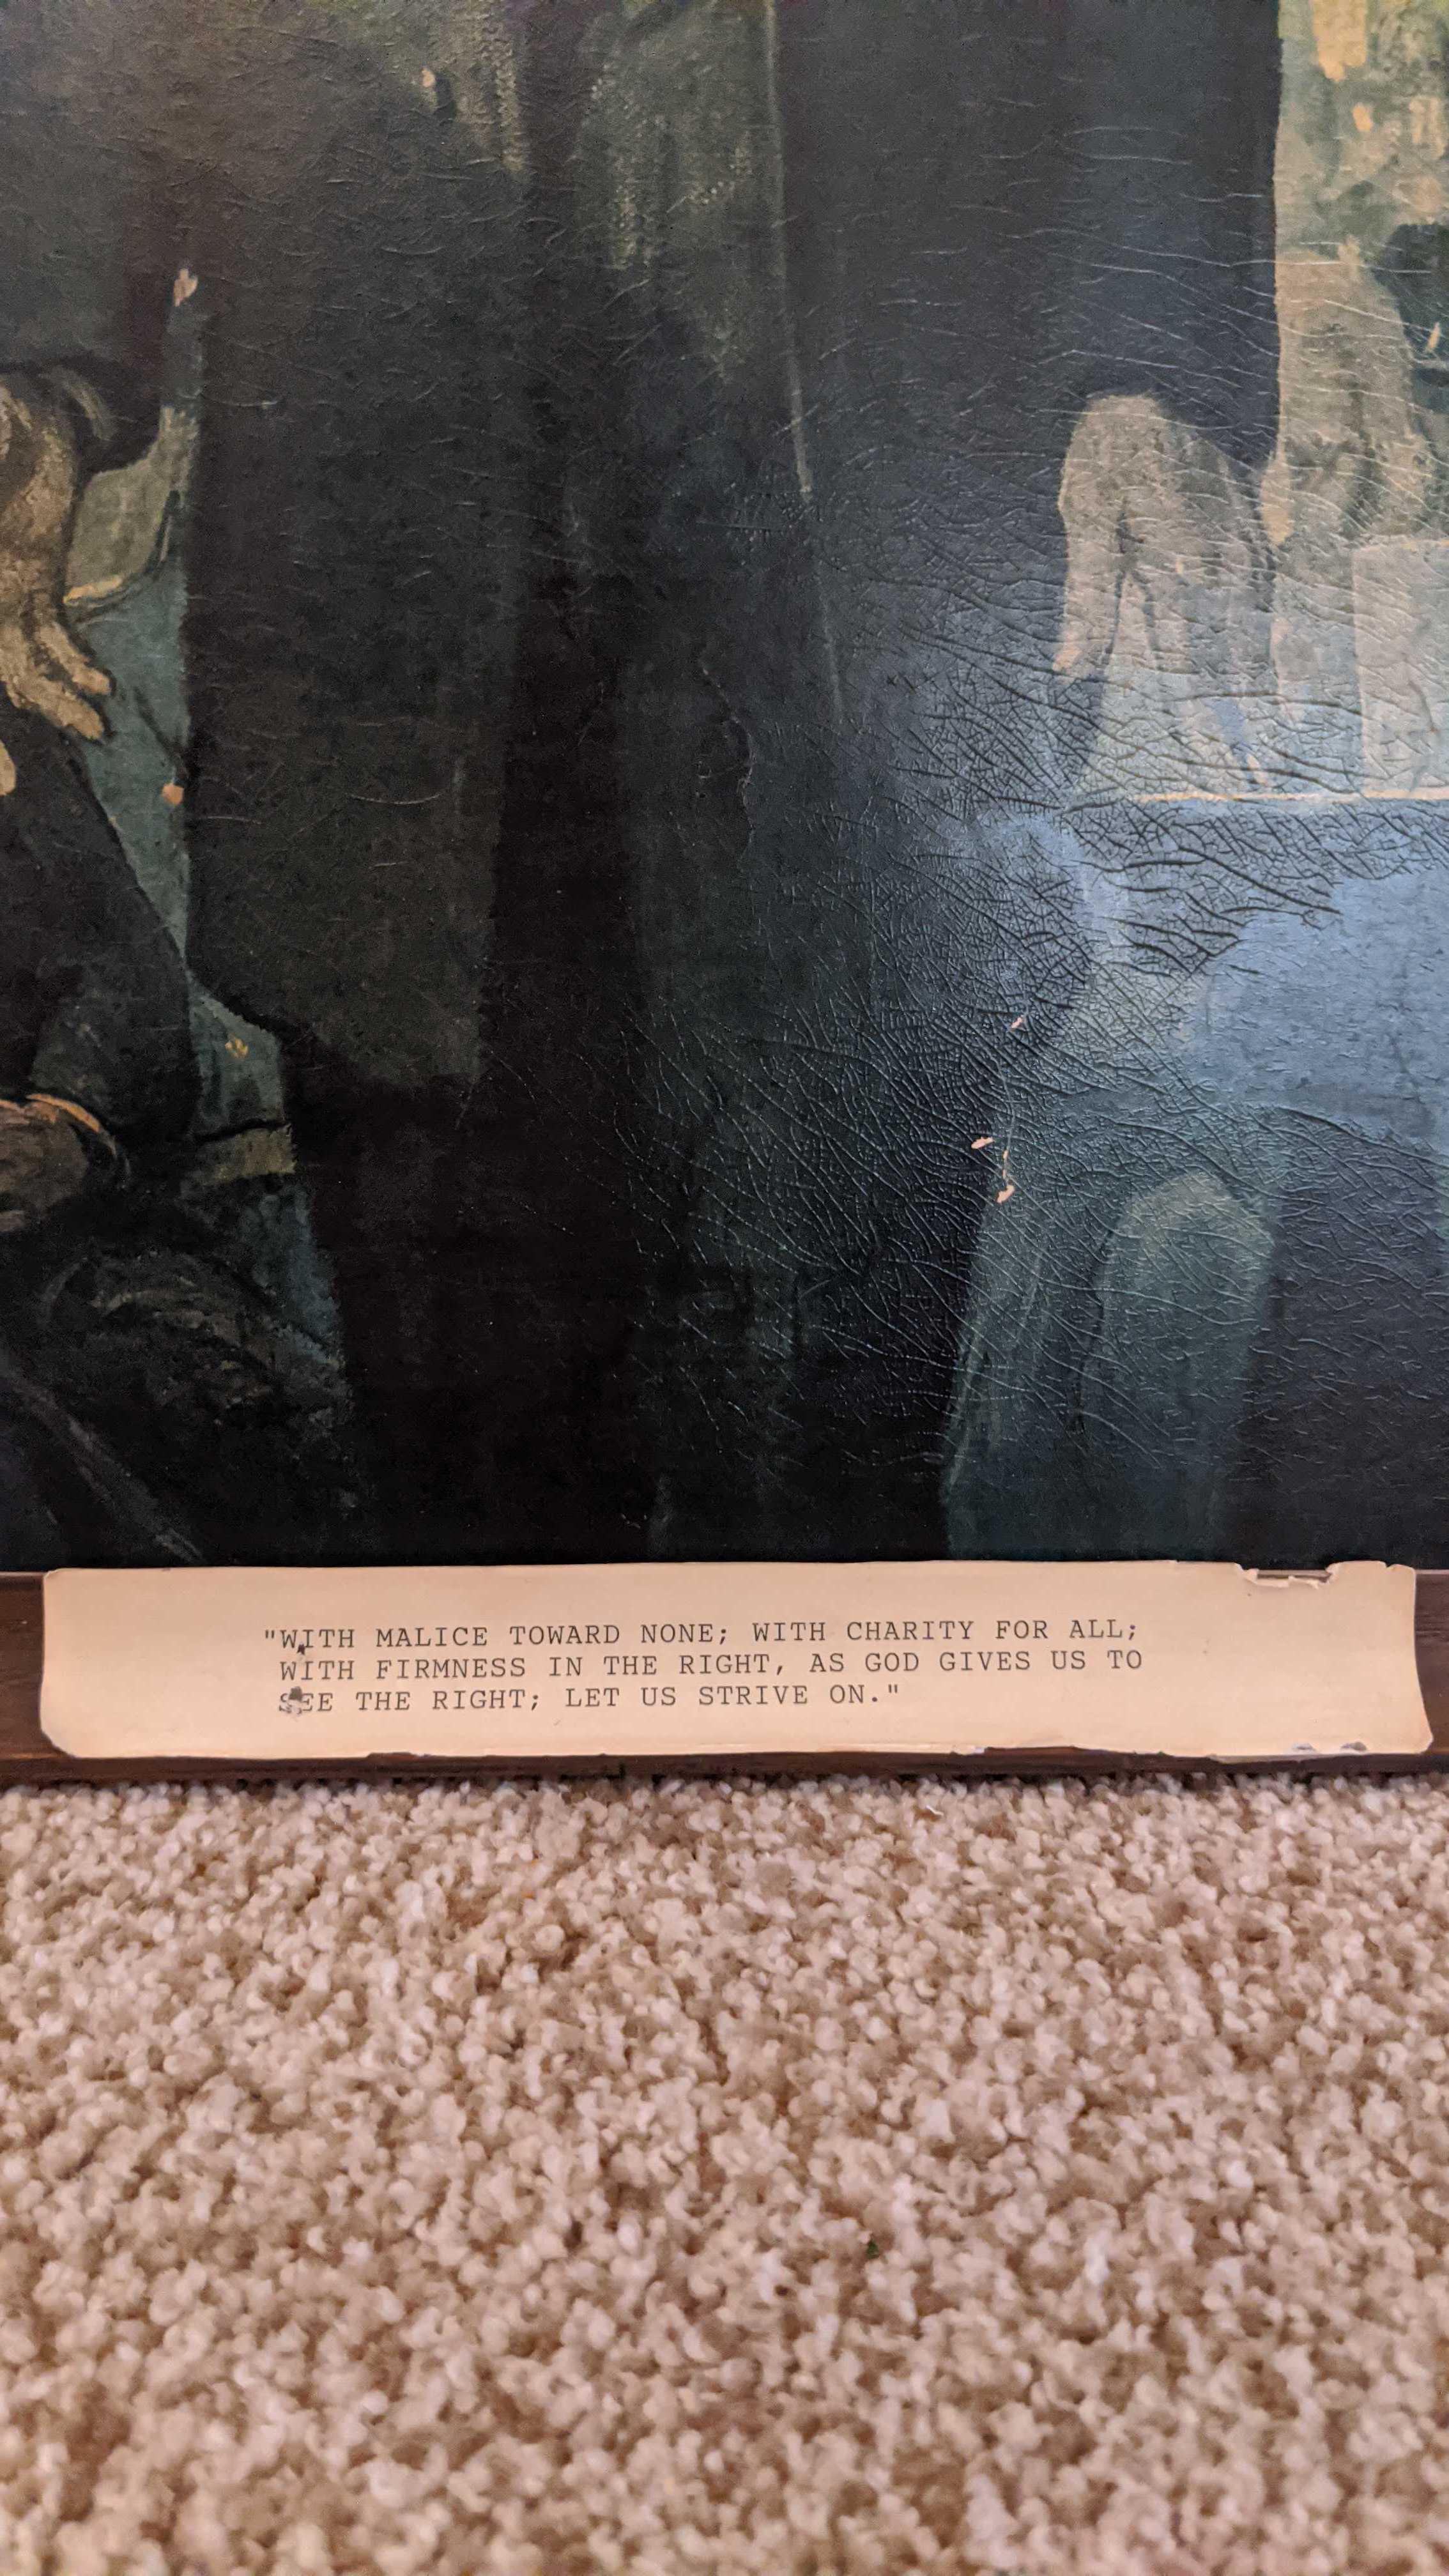 "WITH MALICE TOWARD NONE; WITH CHARITY FOR ALL;
WITH FIRMNESS IN THE RIGHT, AS GOD GIVES US TO
SEE THE RIGHT; LET US STRIVE ON."